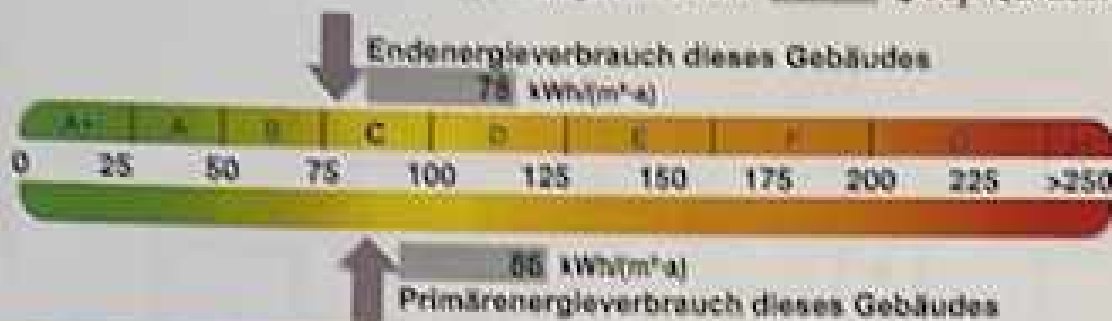 Endenergieverbrauch dieses Gebäudes
78 kWh/(m²·a)
A+ A B C D E F G H
0 25 50 75 100 125 150 175 200 225 >250
kWh/(m²·a)
Primärenergieverbrauch dieses Gebäudes